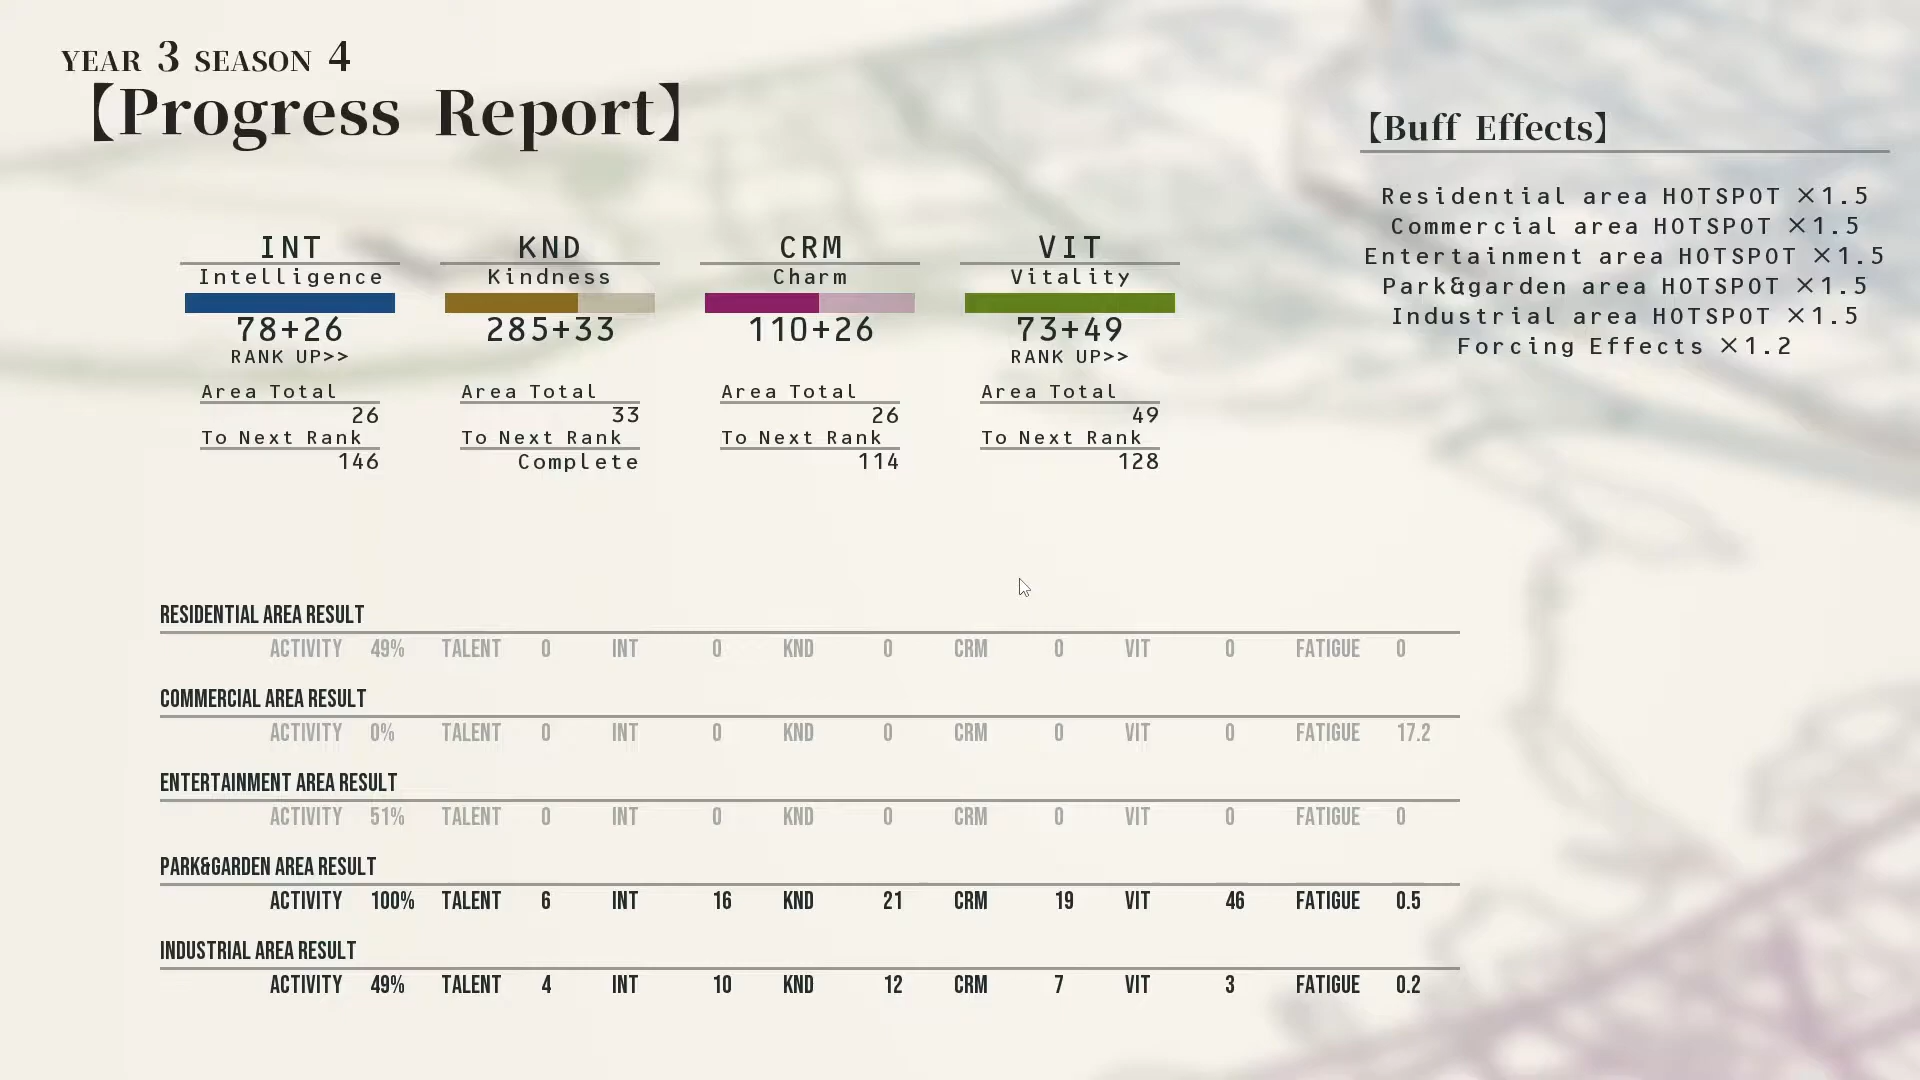 YEAR 3 SEASON 4
【Progress Report】
【Buff Effects】
Residential area HOTSPOT ×1.5
Commercial area HOTSPOT ×1.5
Entertainment area HOTSPOT ×1.5
Park&garden area HOTSPOT ×1.5
Industrial area HOTSPOT ×1.5
Forcing Effects ×1.2
INT KND CRM VIT
Intelligence Kindness Charm Vitality
78+26 285+33 110+26 73+49
RANK UP>> RANK UP>>
Area Total Area Total Area Total Area Total
26 33 26 49
To Next Rank To Next Rank To Next Rank To Next Rank
146 Complete 114 128
RESIDENTIAL AREA RESULT
ACTIVITY 49% TALENT 0 INT 0 KND 0 CRM 0 VIT 0 FATIGUE 0
COMMERCIAL AREA RESULT
ACTIVITY 0% TALENT 0 INT 0 KND 0 CRM 0 VIT 0 FATIGUE 17.2
ENTERTAINMENT AREA RESULT
ACTIVITY 51% TALENT 0 INT 0 KND 0 CRM 0 VIT 0 FATIGUE 0
PARK&GARDEN AREA RESULT
ACTIVITY 100% TALENT 6 INT 16 KND 21 CRM 19 VIT 46 FATIGUE 0.5
INDUSTRIAL AREA RESULT
ACTIVITY 49% TALENT 4 INT 10 KND 12 CRM 7 VIT 3 FATIGUE 0.2